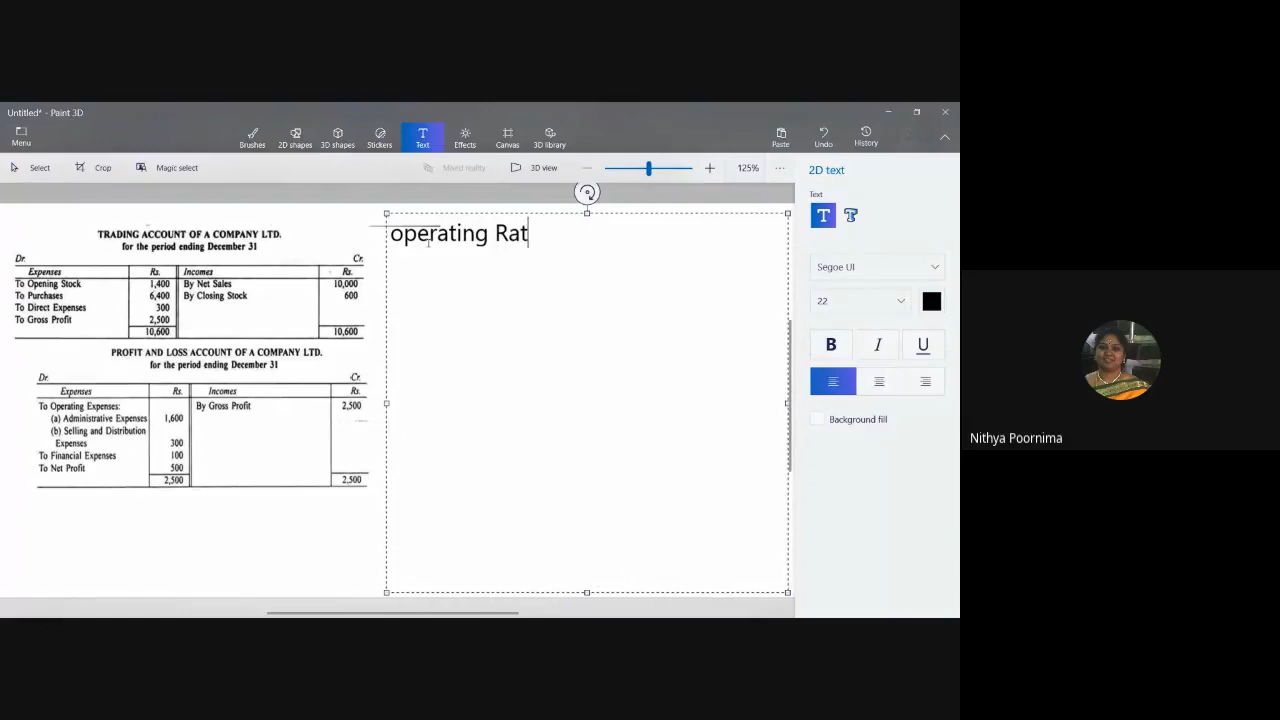 Untitled* - Paint 3D
Menu
Brushes
2D shapes
3D shapes
Stickers
Text
Effects
Canvas
3D library
Paste
Undo
History
Select
Crop
Magic select
Mixed reality
3D view
125%
2D text
Text
Segoe UI
22
B I U
Background fill
operating Rat
TRADING ACCOUNT OF A COMPANY LTD.
for the period ending December 31
Dr. Cr.
Expenses Rs. Incomes Rs.
To Opening Stock 1,400 By Net Sales 10,000
To Purchases 6,400 By Closing Stock 600
To Direct Expenses 300
To Gross Profit 2,500
10,600 10,600
PROFIT AND LOSS ACCOUNT OF A COMPANY LTD.
for the period ending December 31
Dr. Cr.
Expenses Rs. Incomes Rs.
To Operating Expenses: By Gross Profit 2,500
(a) Administrative Expenses 1,600
(b) Selling and Distribution
Expenses 300
To Financial Expenses 100
To Net Profit 500
2,500 2,500
Nithya Poornima